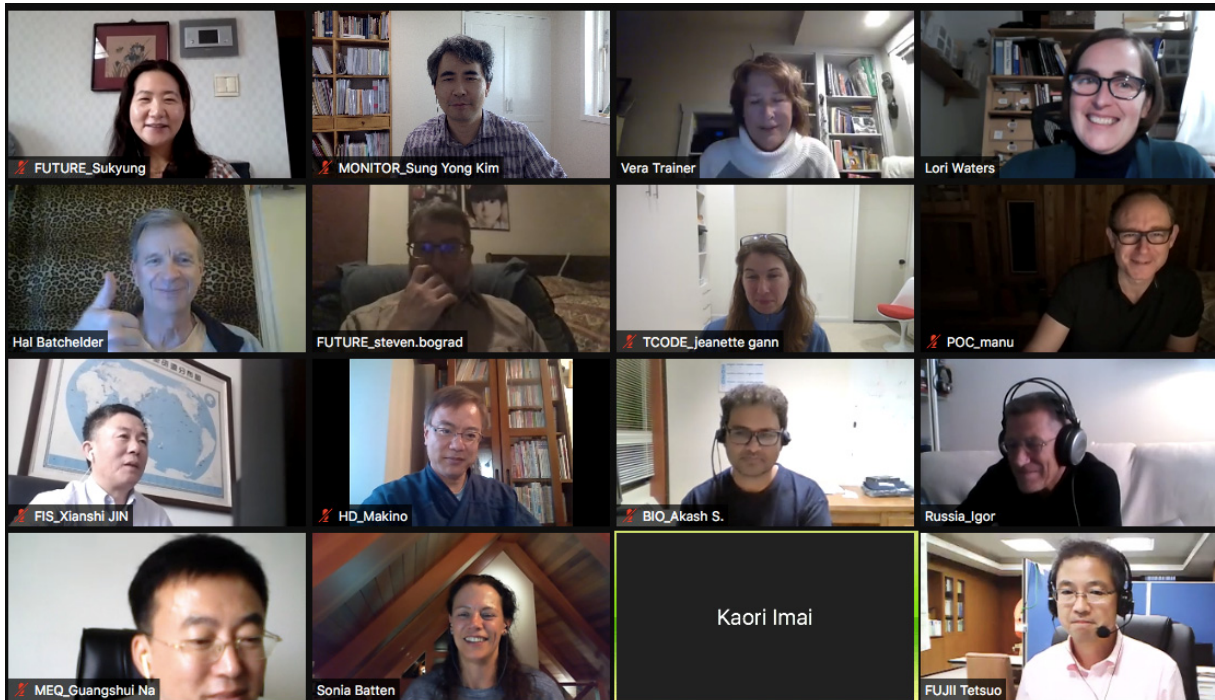 FUTURE_Sukyung
MONITOR_Sung Yong Kim
Vera Trainer
Lori Waters
Hal Batchelder
FUTURE_steven.bograd
TCODE_jeanette gann
POC_manu
FIS_Xianshi JIN
HD_Makino
BIO_Akash S.
Russia_Igor
MEQ_Guangshui Na
Sonia Batten
Kaori Imai
FUJII Tetsuo